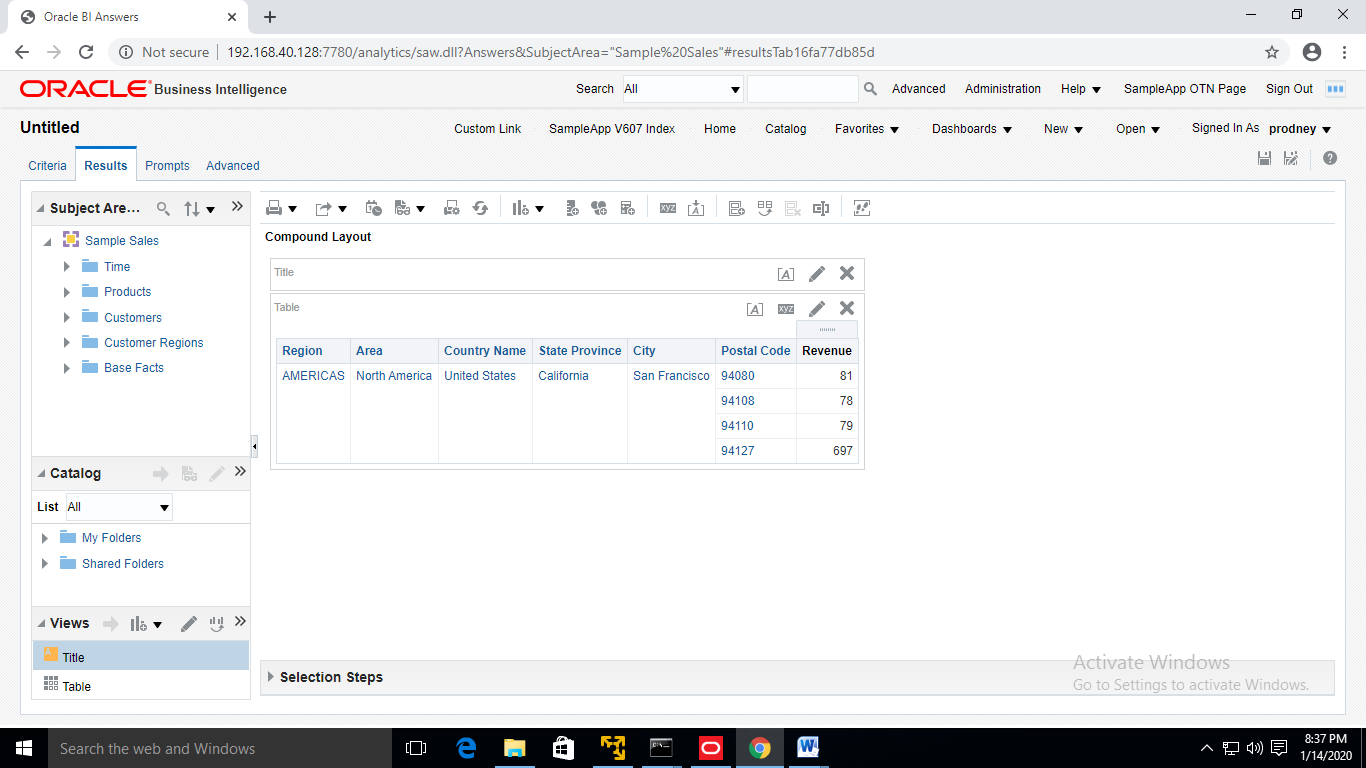 Oracle BI Answers
Not secure 192.168.40.128:7780/analytics/saw.dll?Answers&SubjectArea="Sample%20Sales"#resultsTab16fa77db85d
ORACLE Business Intelligence
Search All Advanced Administration Help SampleApp OTN Page Sign Out
Untitled
Custom Link SampleApp V607 Index Home Catalog Favorites Dashboards New Open Signed In As prodney
Criteria Results Prompts Advanced
Subject Are...
Sample Sales
Time
Products
Customers
Customer Regions
Base Facts
Catalog
List All
My Folders
Shared Folders
Views
Title
Table
Compound Layout
Title
Table
Region Area Country Name State Province City Postal Code Revenue
AMERICAS North America United States California San Francisco 94080 81
94108 78
94110 79
94127 697
Selection Steps
Activate Windows
Go to Settings to activate Windows.
Search the web and Windows
8:37 PM
1/14/2020